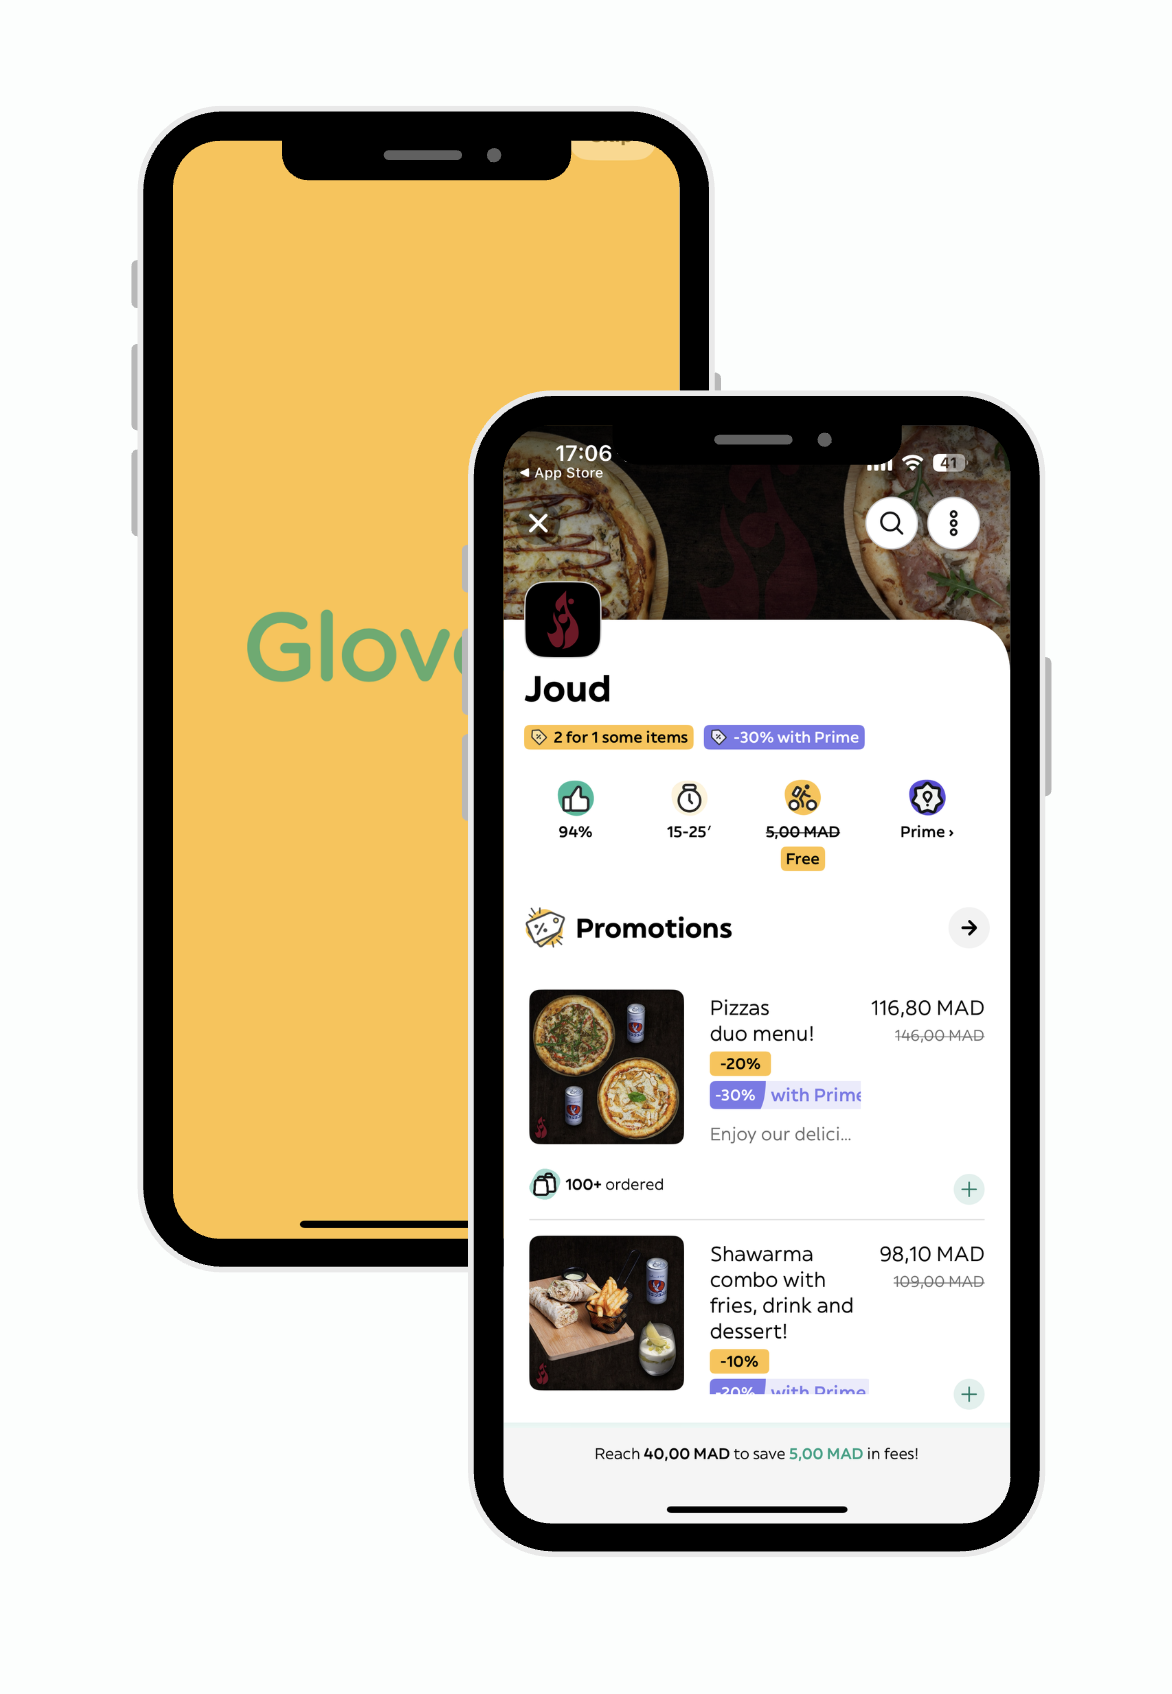 Glov
17:06
41
◀ App Store
Joud
2 for 1 some items
-30% with Prime
94%
15-25′
5,00 MAD
Prime ›
Free
Promotions
Pizzas
duo menu!
116,80 MAD
146,00 MAD
-20%
-30% with Prime
Enjoy our delici...
100+ ordered
Shawarma
combo with
fries, drink and
dessert!
98,10 MAD
109,00 MAD
-10%
with Prime
Reach 40,00 MAD to save 5,00 MAD in fees!